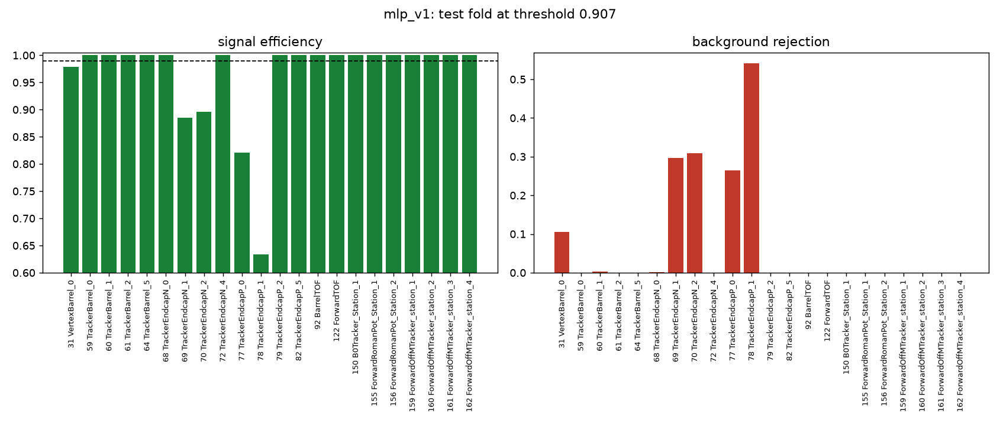 mlp_v1: test fold at threshold 0.907
signal efficiency
1.00
0.95
0.90
0.85
0.80
0.75
0.70
0.65
0.60
31 VertexBarrel_0
59 TrackerBarrel_0
60 TrackerBarrel_1
61 TrackerBarrel_2
64 TrackerBarrel_5
68 TrackerEndcapN_0
69 TrackerEndcapN_1
70 TrackerEndcapN_2
72 TrackerEndcapN_4
77 TrackerEndcapP_0
78 TrackerEndcapP_1
79 TrackerEndcapP_2
82 TrackerEndcapP_5
92 BarrelTOF
122 ForwardTOF
150 B0Tracker_Station_1
155 ForwardRomanPot_Station_1
156 ForwardRomanPot_Station_2
159 ForwardOffMTracker_station_1
160 ForwardOffMTracker_station_2
161 ForwardOffMTracker_station_3
162 ForwardOffMTracker_station_4
background rejection
0.5
0.4
0.3
0.2
0.1
0.0
31 VertexBarrel_0
59 TrackerBarrel_0
60 TrackerBarrel_1
61 TrackerBarrel_2
64 TrackerBarrel_5
68 TrackerEndcapN_0
69 TrackerEndcapN_1
70 TrackerEndcapN_2
72 TrackerEndcapN_4
77 TrackerEndcapP_0
78 TrackerEndcapP_1
79 TrackerEndcapP_2
82 TrackerEndcapP_5
92 BarrelTOF
122 ForwardTOF
150 B0Tracker_Station_1
155 ForwardRomanPot_Station_1
156 ForwardRomanPot_Station_2
159 ForwardOffMTracker_station_1
160 ForwardOffMTracker_station_2
161 ForwardOffMTracker_station_3
162 ForwardOffMTracker_station_4